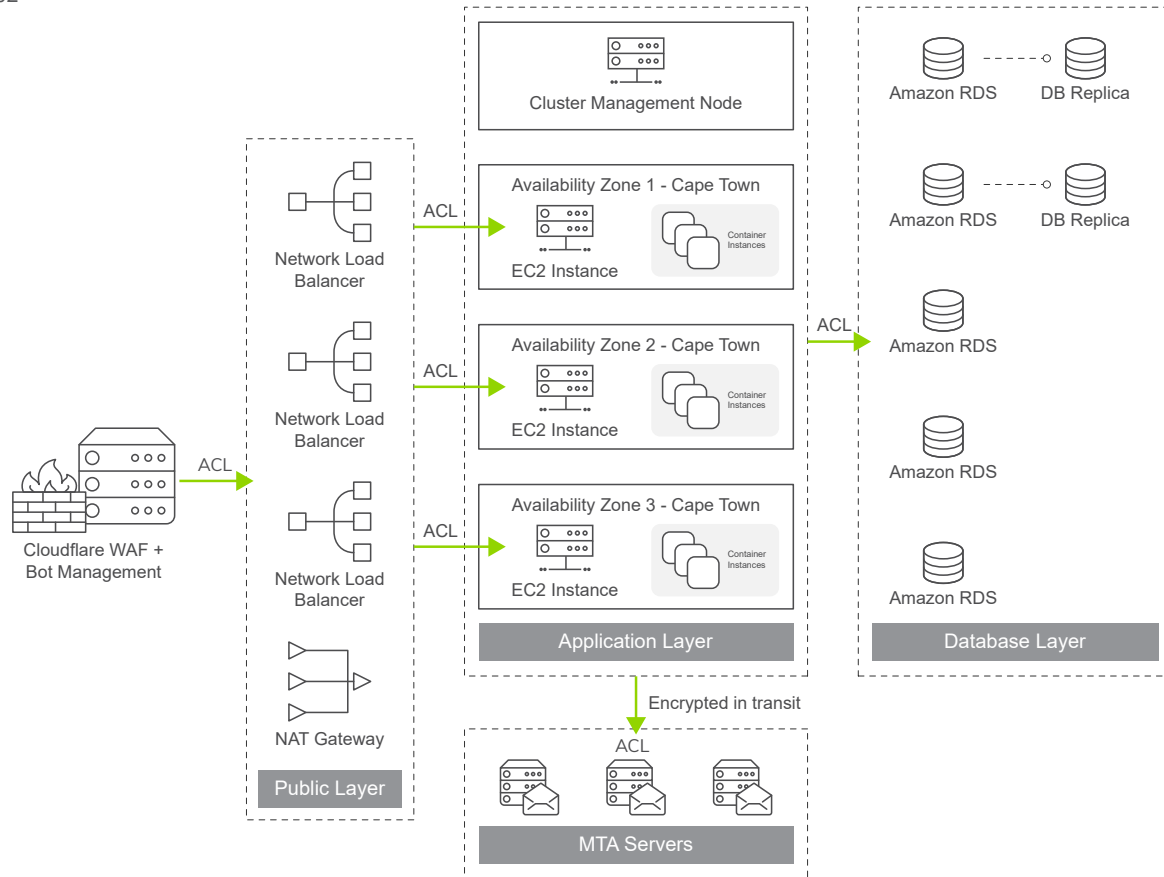 Cluster Management Node
Amazon RDS
DB Replica
Availability Zone 1 - Cape Town
EC2 Instance
Container
Instances
Amazon RDS
DB Replica
ACL
Network Load
Balancer
Availability Zone 2 - Cape Town
EC2 Instance
Container
Instances
ACL
Amazon RDS
ACL
Network Load
Balancer
Cloudflare WAF +
Bot Management
ACL
Availability Zone 3 - Cape Town
EC2 Instance
Container
Instances
Amazon RDS
ACL
Network Load
Balancer
Amazon RDS
Application Layer
Database Layer
NAT Gateway
Public Layer
Encrypted in transit
ACL
MTA Servers